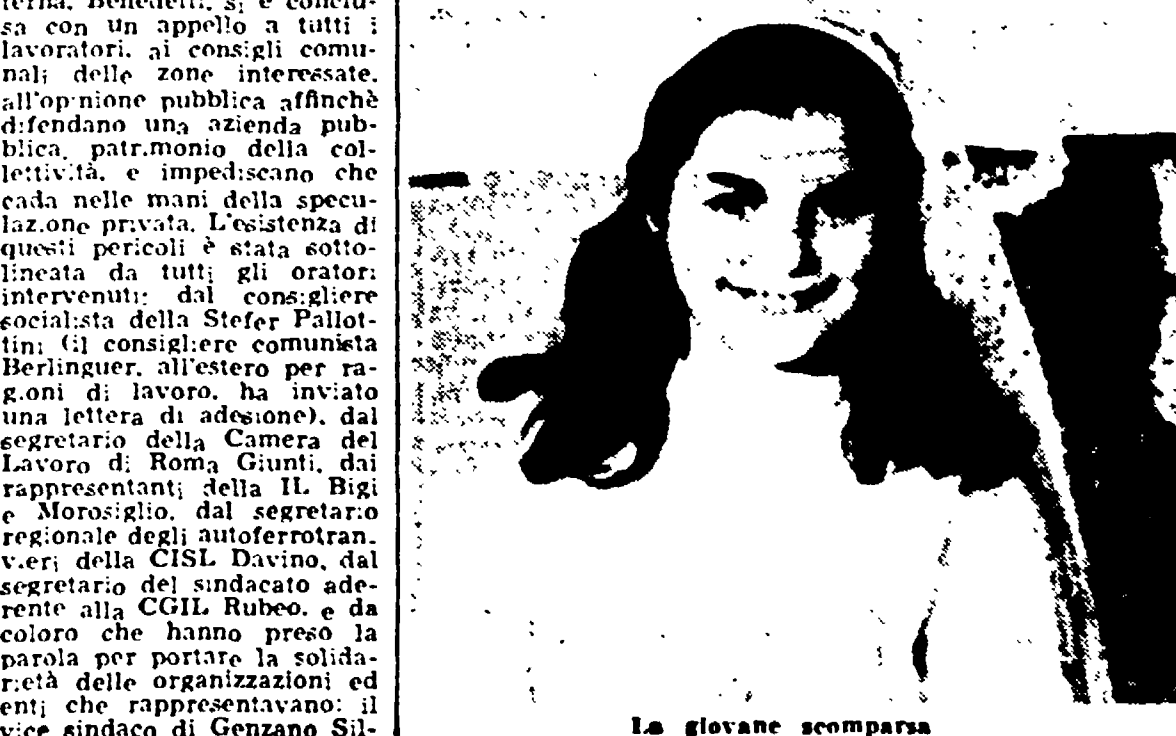 terna. Benedetti. si è conclu-
sa con un appello a tutti i
lavoratori. ai consigli comu-
nali delle zone interessate.
all'opinione pubblica affinchè
difendano una azienda pub-
blica. patrimonio della col-
lettività. e impediscano che
cada nelle mani della specu-
lazione privata. L'esistenza di
questi pericoli è stata sotto-
lineata da tutti gli oratori
intervenuti: dal consigliere
socialista della Stefer Pallot-
tini (il consigliere comunista
Berlinguer. all'estero per ra-
gioni di lavoro. ha inviato
una lettera di adesione). dal
segretario della Camera del
Lavoro di Roma Giunti. dai
rappresentanti della IL Bigi
e Morosiglio. dal segretario
regionale degli autoferrotran.
vieri della CISL Davino, dal
segretario del sindacato ade-
rente alla CGIL Rubeo. e da
coloro che hanno preso la
parola per portare la solida-
rietà delle organizzazioni ed
enti che rappresentavano: il
vice sindaco di Genzano Sil-
La giovane scomparsa